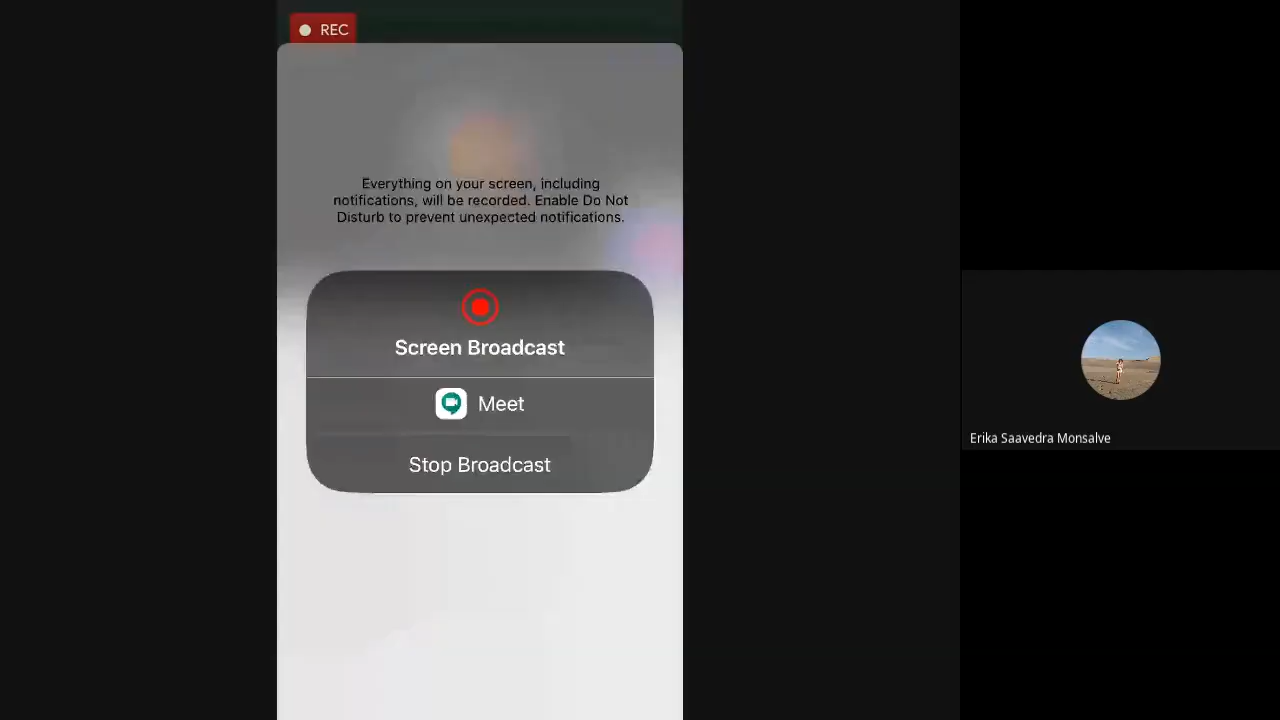 REC
Everything on your screen, including
notifications, will be recorded. Enable Do Not
Disturb to prevent unexpected notifications.
Screen Broadcast
Meet
Stop Broadcast
Erika Saavedra Monsalve